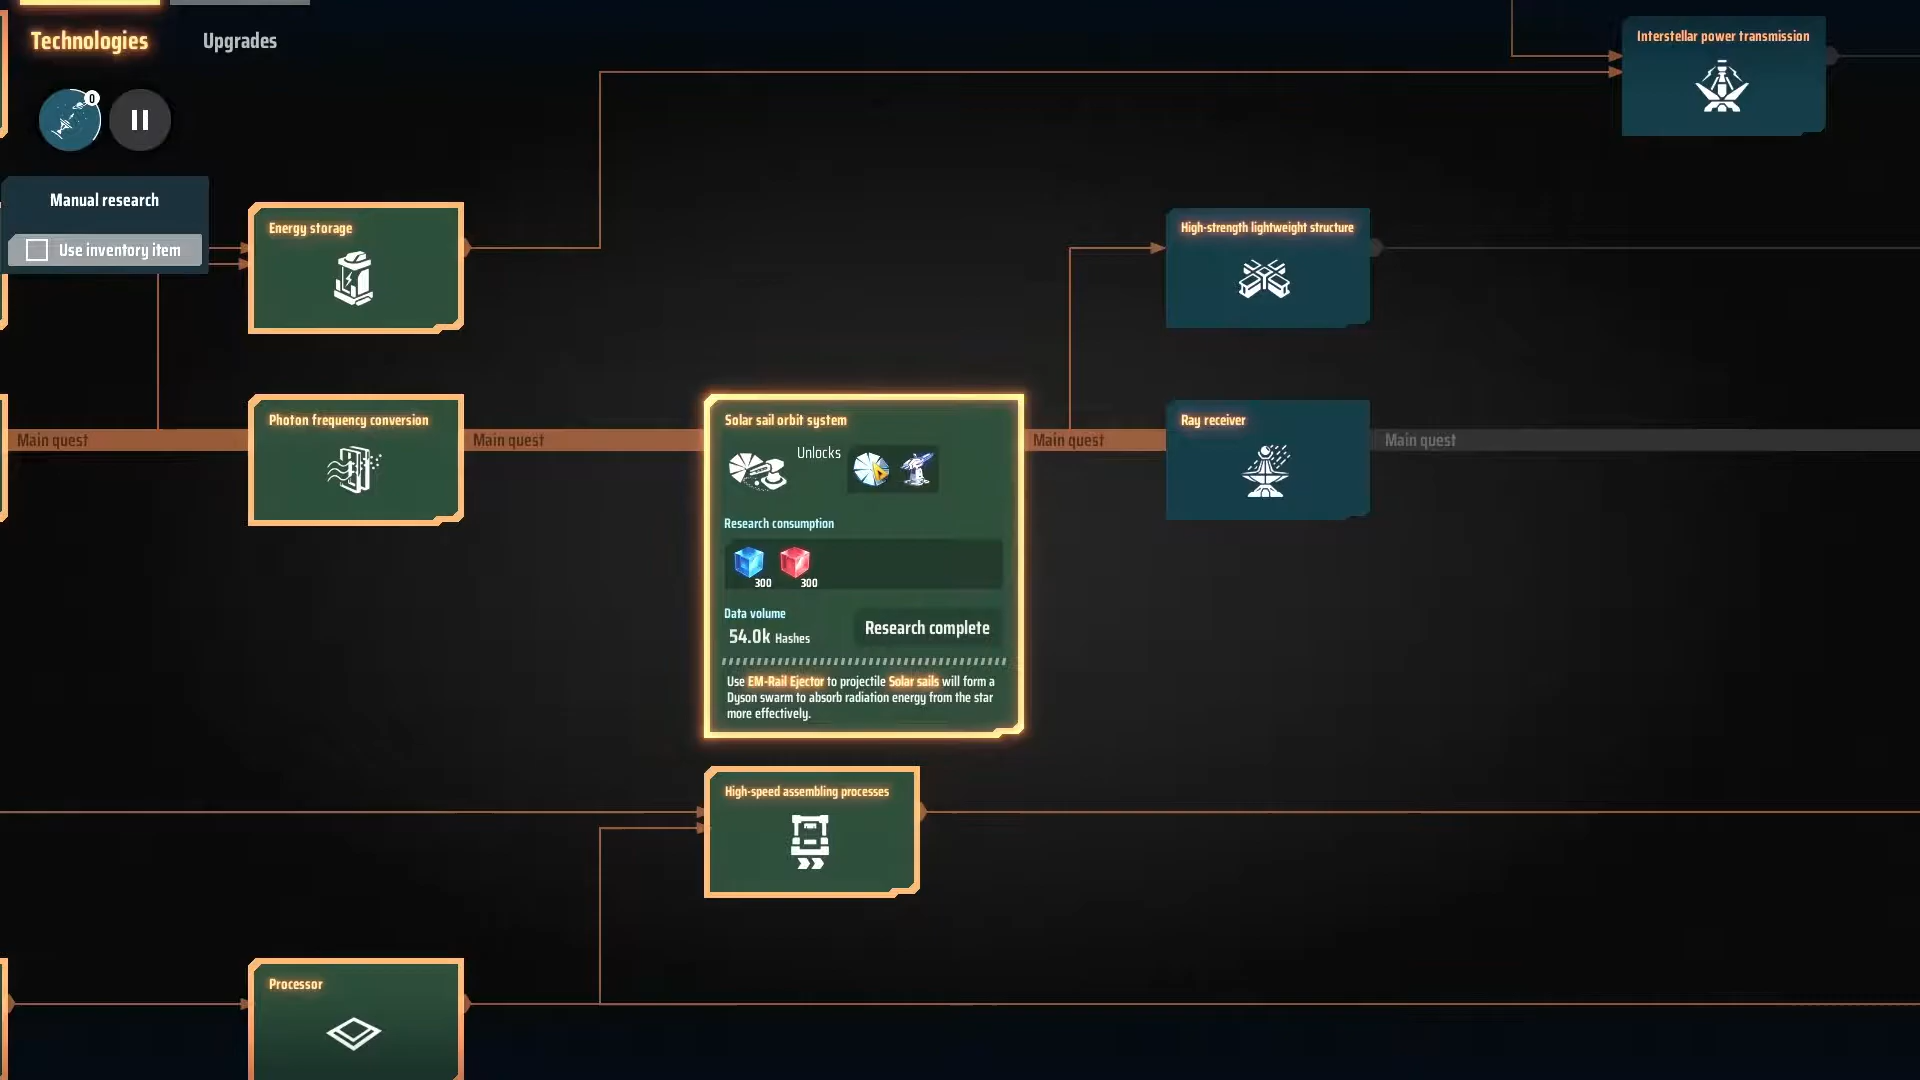 Technologies
Upgrades
Interstellar power transmission
0
Manual research
Use inventory item
Energy storage
High-strength lightweight structure
Main quest
Photon frequency conversion
Main quest
Solar sail orbit system
Unlocks
Research consumption
300
300
Data volume
54.0k Hashes
Research complete
Use EM-Rail Ejector to projectile Solar sails will form a
Dyson swarm to absorb radiation energy from the star
more effectively.
Main quest
Ray receiver
Main quest
High-speed assembling processes
Processor